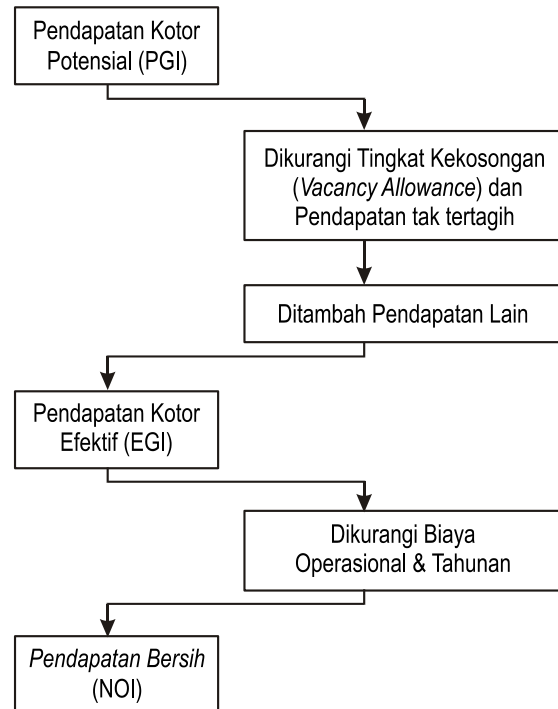 Pendapatan Kotor
Potensial (PGI)
Dikurangi Tingkat Kekosongan
(Vacancy Allowance) dan
Pendapatan tak tertagih
Ditambah Pendapatan Lain
Pendapatan Kotor
Efektif (EGI)
Dikurangi Biaya
Operasional & Tahunan
Pendapatan Bersih
(NOI)